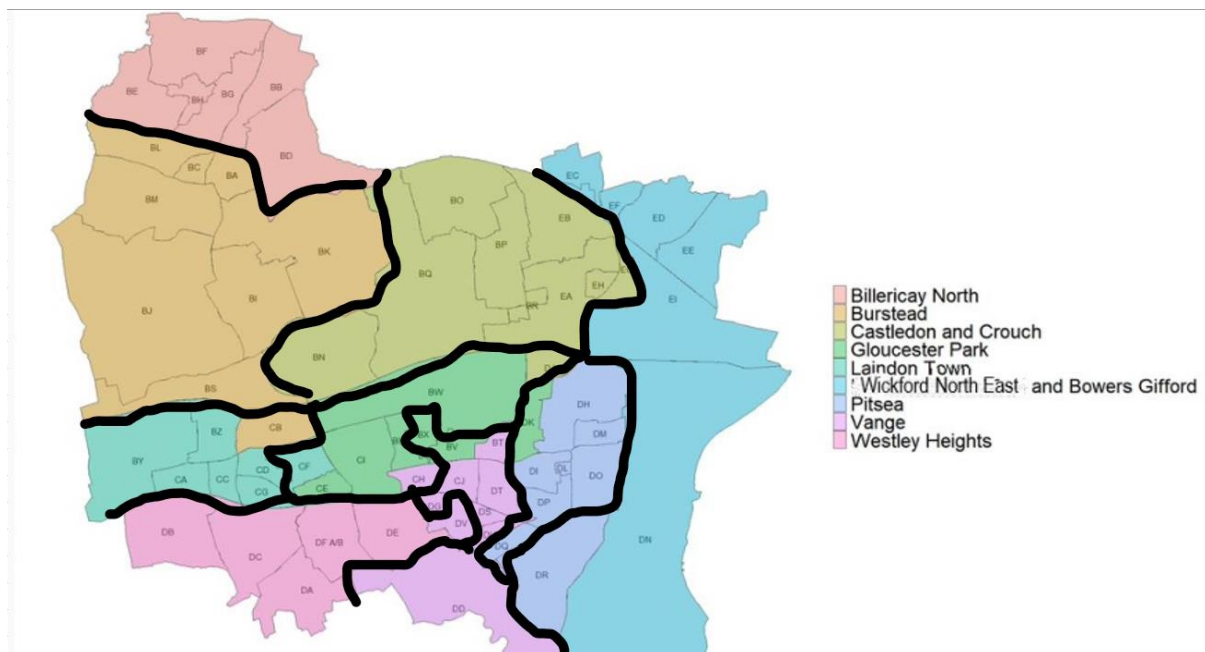 BF
BE
BB
BH
BG
BD
BL
BC
BA
BM
BK
BI
BJ
BS
BO
BP
BQ
BR
BN
EB
EA
EH
EC
EF
ED
EE
EI
BW
BX
BV
BT
DK
CI
CE
CB
BZ
BY
CA
CC
CD
CF
CG
CH
CJ
DG
DT
DS
DV
DH
DM
DI
DL
DO
DP
DQ
DR
DN
DB
DC
DF A/B
DE
DA
DD
Billericay North
Burstead
Castledon and Crouch
Gloucester Park
Laindon Town
' Wickford North East and Bowers Gifford
Pitsea
Vange
Westley Heights